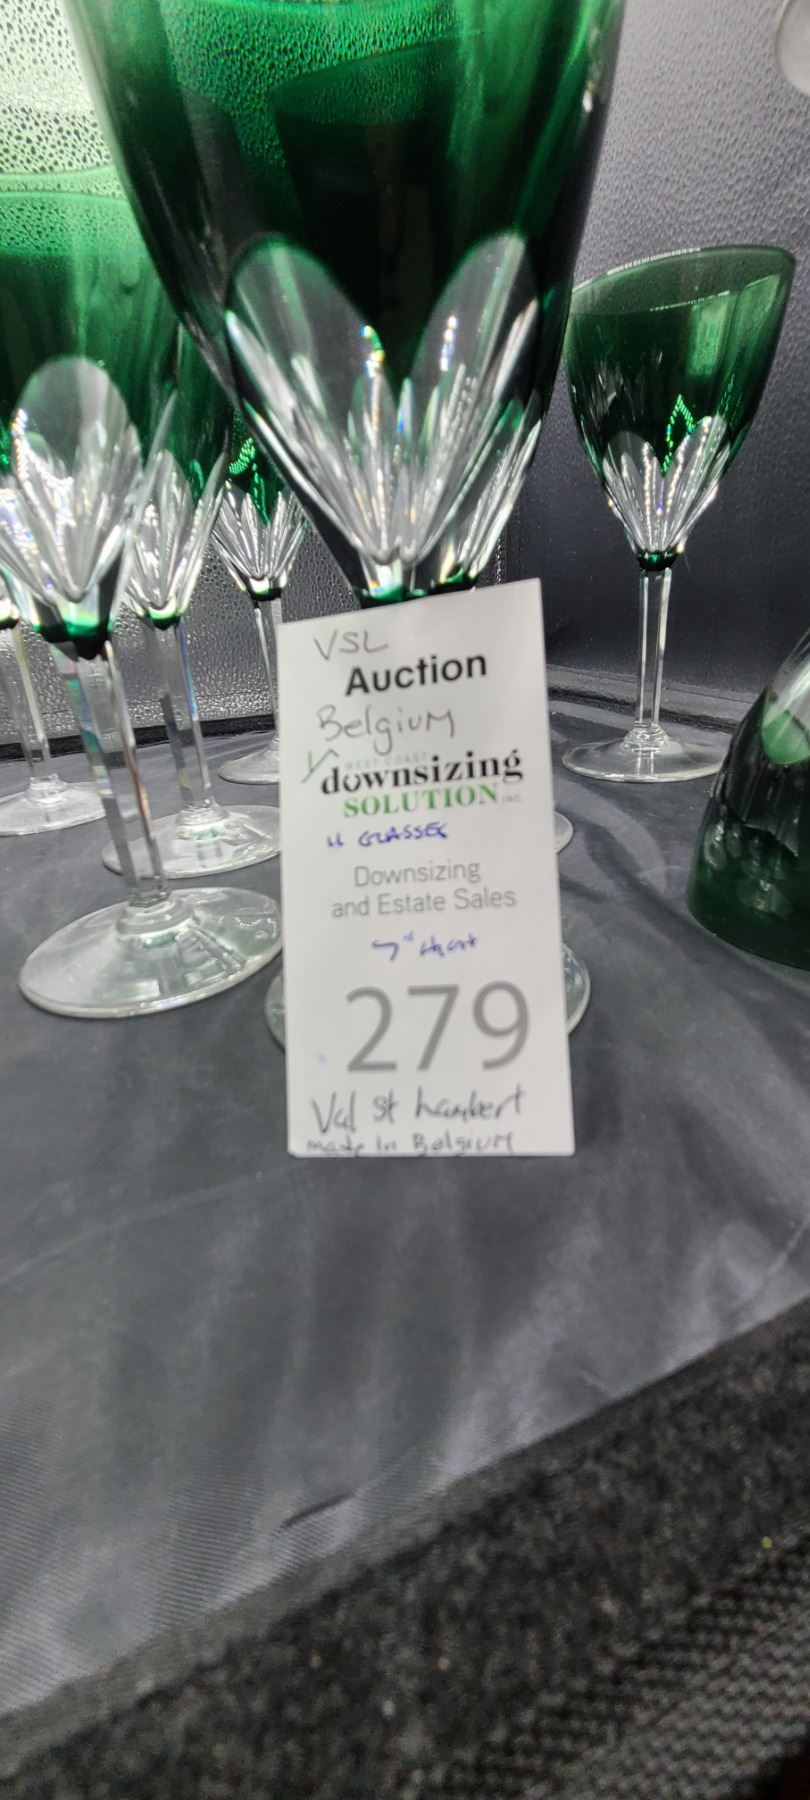 VSL
Auction
Belgium
WEST COAST
downsizing
SOLUTION INC.
11 GLASSES
Downsizing
and Estate Sales
7"
279
Val St Lambert
made In Belgium